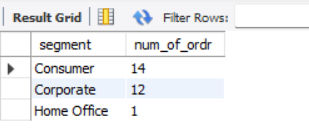 Result Grid Filter Rows:
segment num_of_ordr
Consumer 14
Corporate 12
Home Office 1